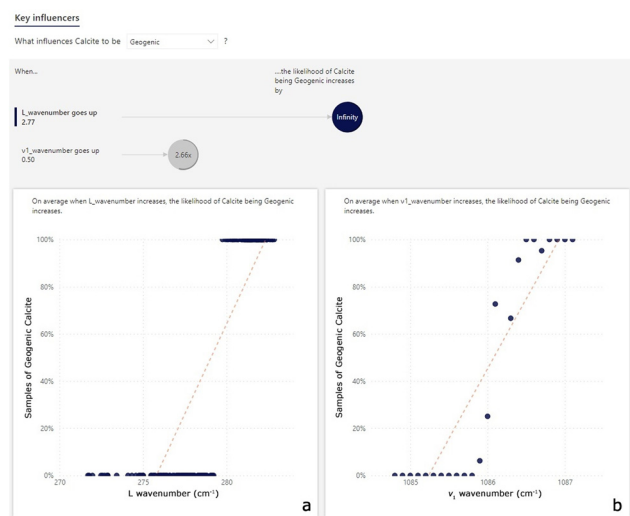 Key influencers
What influences Calcite to be Geogenic ?
When...
...the likelihood of Calcite
being Geogenic increases
by
L_wavenumber goes up
2.77
Infinity
v1_wavenumber goes up
0.50
2.66x
On average when L_wavenumber increases, the likelihood of Calcite being Geogenic
increases.
100%
80%
60%
40%
20%
0%
Samples of Geogenic Calcite
270 275 280
L wavenumber (cm⁻¹)
a
On average when v1_wavenumber increases, the likelihood of Calcite being Geogenic
increases.
100%
80%
60%
40%
20%
0%
Samples of Geogenic Calcite
1085 1086 1087
v₁ wavenumber (cm⁻¹)
b